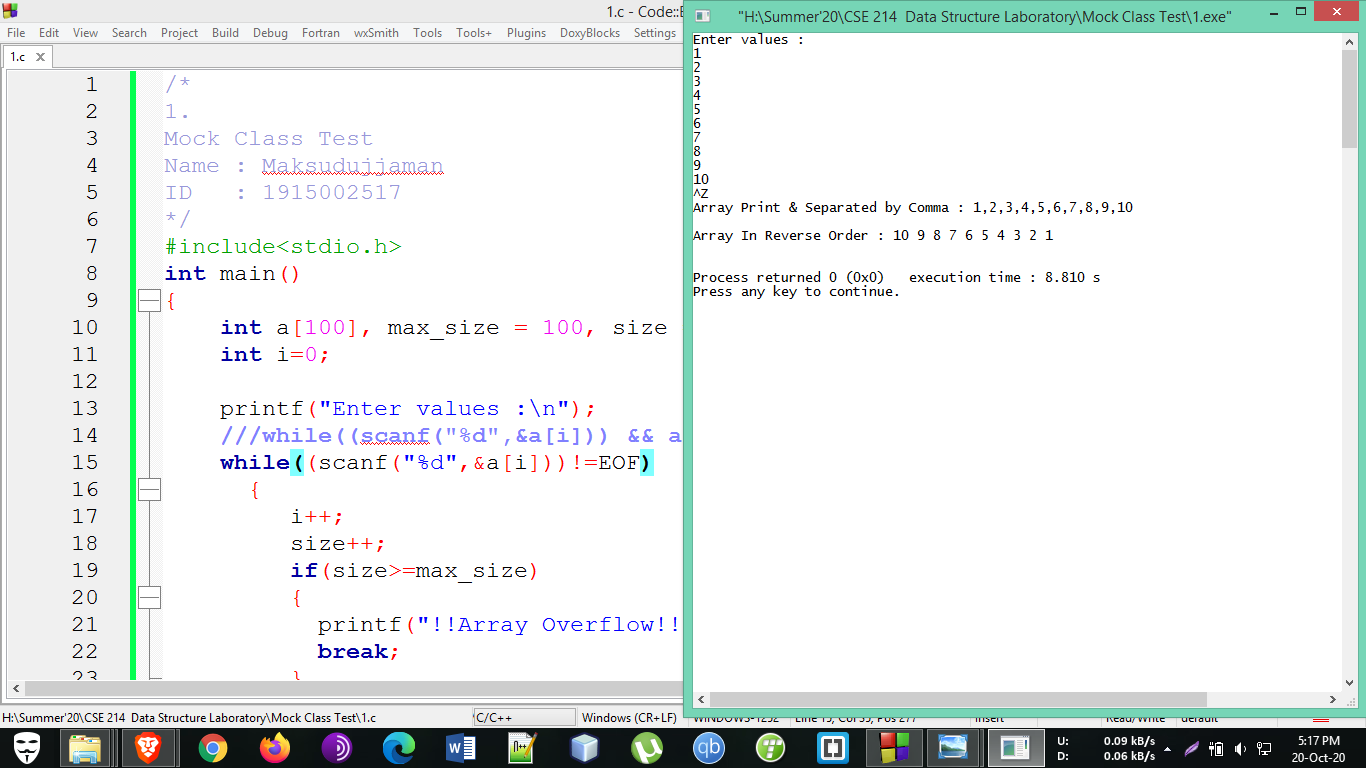 1.c - Code::B
File Edit View Search Project Build Debug Fortran wxSmith Tools Tools+ Plugins DoxyBlocks Settings
1.c
1 /*
2 1.
3 Mock Class Test
4 Name : Maksudujjaman
5 ID : 1915002517
6 */
7 #include<stdio.h>
8 int main()
9 {
10 int a[100], max_size = 100, size
11 int i=0;
12
13 printf("Enter values :\n");
14 ///while((scanf("%d",&a[i])) && a
15 while((scanf("%d",&a[i]))!=EOF)
16 {
17 i++;
18 size++;
19 if(size>=max_size)
20 {
21 printf("!!Array Overflow!!
22 break;
23 }
"H:\Summer'20\CSE 214 Data Structure Laboratory\Mock Class Test\1.exe"
Enter values :
1
2
3
4
5
6
7
8
9
10
^Z
Array Print & Separated by Comma : 1,2,3,4,5,6,7,8,9,10
Array In Reverse Order : 10 9 8 7 6 5 4 3 2 1
Process returned 0 (0x0) execution time : 8.810 s
Press any key to continue.
H:\Summer'20\CSE 214 Data Structure Laboratory\Mock Class Test\1.c C/C++ Windows (CR+LF) WINDOWS-1252 Insert Read/Write default
U: 0.09 kB/s
D: 0.06 kB/s
5:17 PM
20-Oct-20